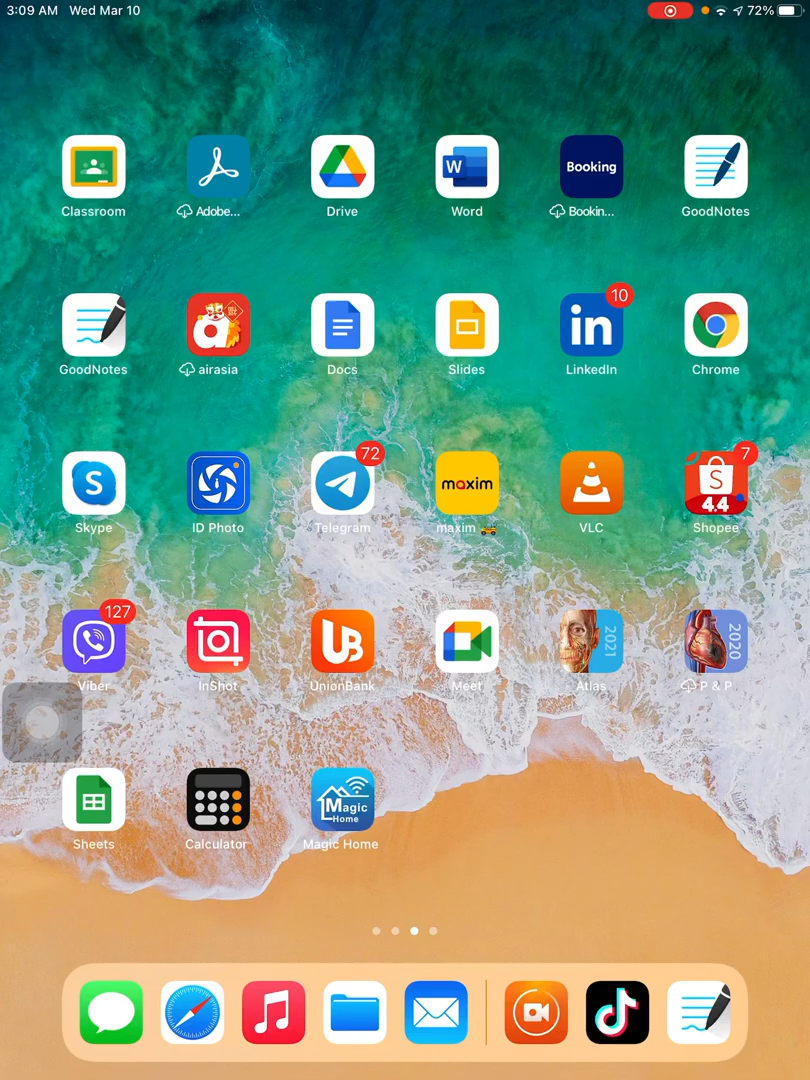 3:09 AM Wed Mar 10 72%
Booking
Classroom Adobe... Drive Word Bookin... GoodNotes
10
GoodNotes airasia Docs Slides LinkedIn Chrome
72 7
maxim
4.4
Skype ID Photo Telegram maxim VLC Shopee
127
2021 2020
Viber InShot UnionBank Meet Atlas P & P
Magic
Home
Sheets Calculator Magic Home